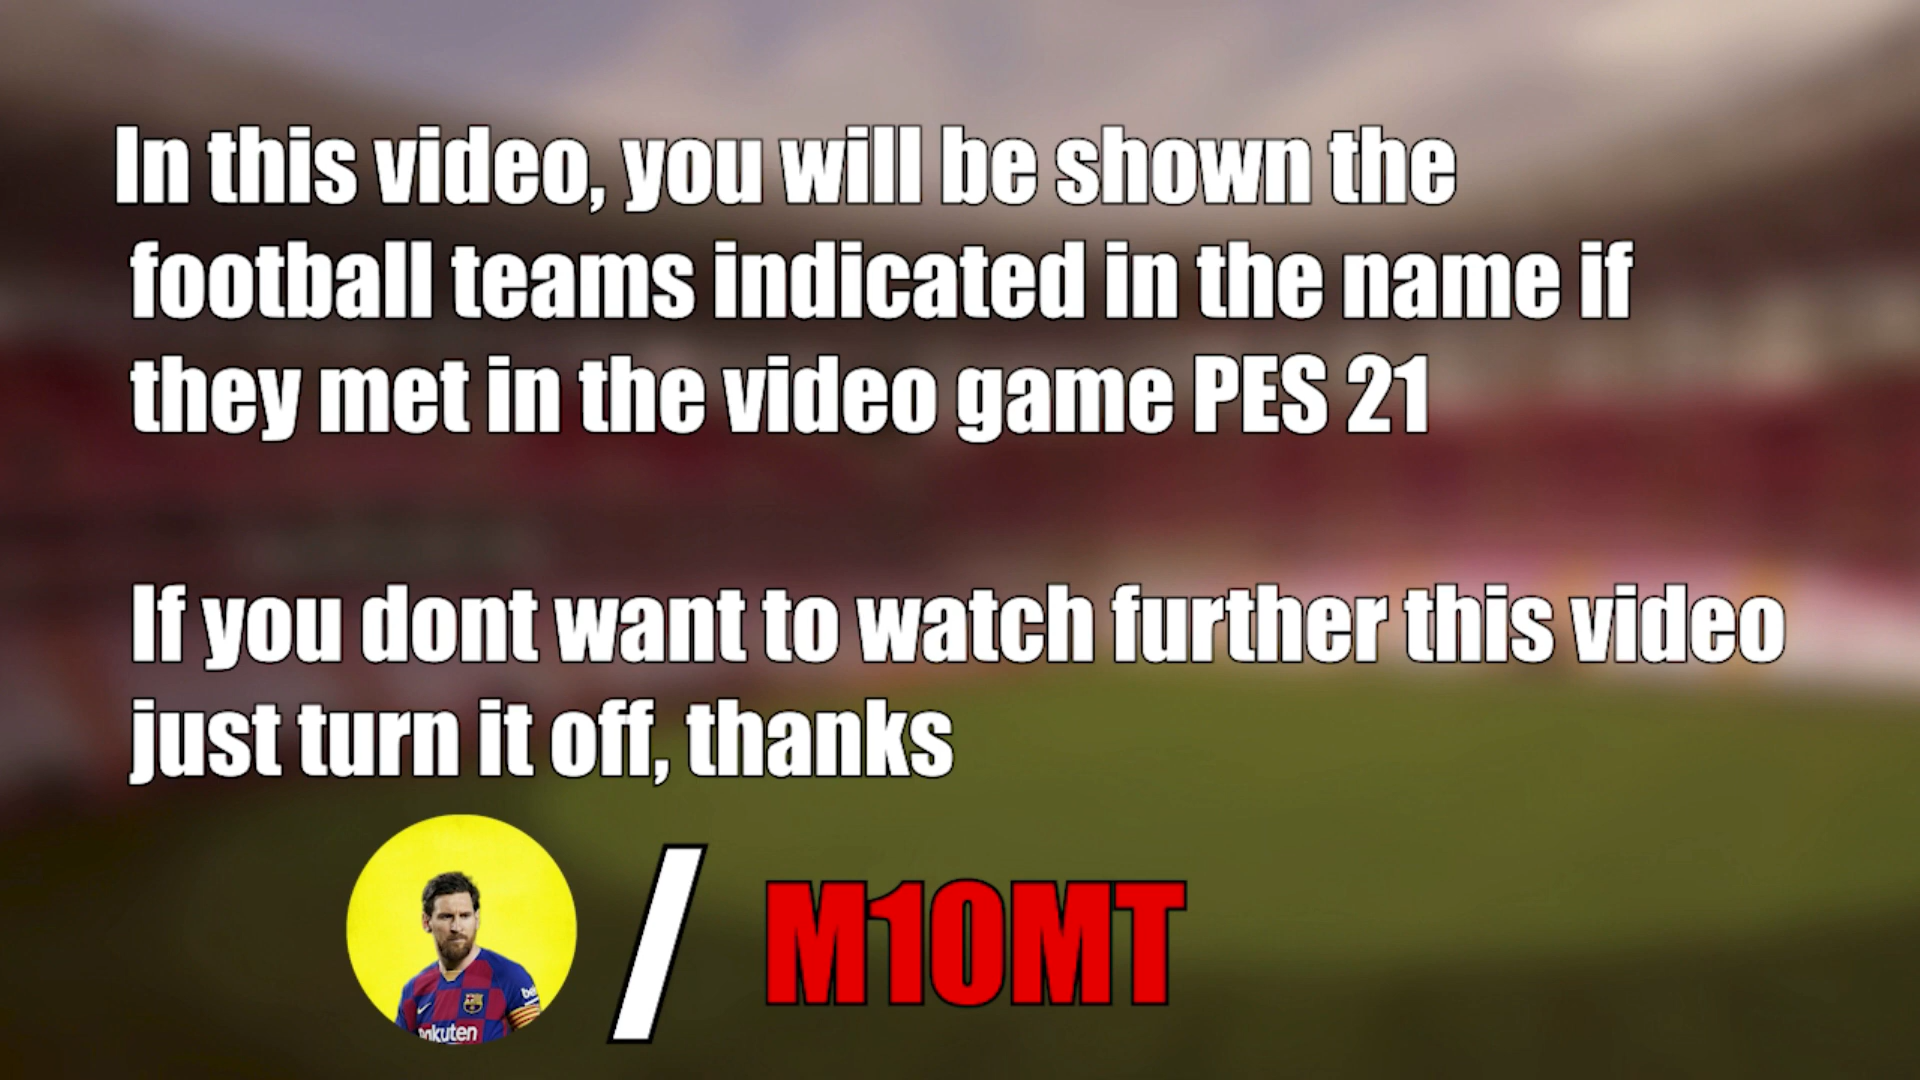 In this video, you will be shown the
football teams indicated in the name if
they met in the video game PES 21
If you dont want to watch further this video
just turn it off, thanks
/ M10MT
be
akuten